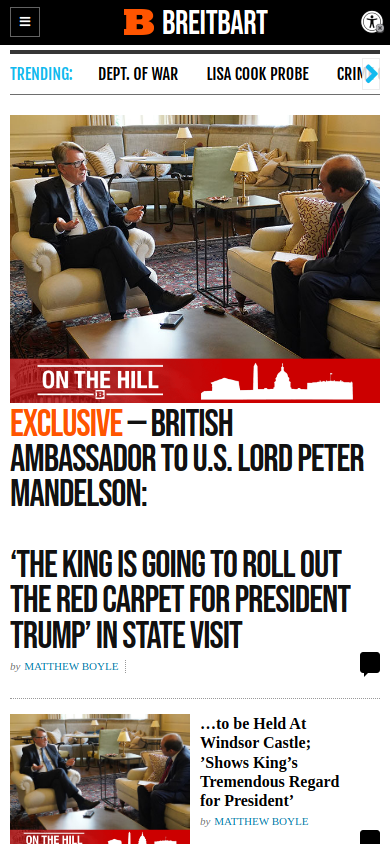 BREITBART
TRENDING:
DEPT. OF WAR
LISA COOK PROBE
ON THE HILL
EXCLUSIVE — BRITISH
AMBASSADOR TO U.S. LORD PETER
MANDELSON:
‘THE KING IS GOING TO ROLL OUT
THE RED CARPET FOR PRESIDENT
TRUMP’ IN STATE VISIT
by MATTHEW BOYLE
…to be Held At
Windsor Castle;
’Shows King’s
Tremendous Regard
for President’
by MATTHEW BOYLE
ON THE HILL